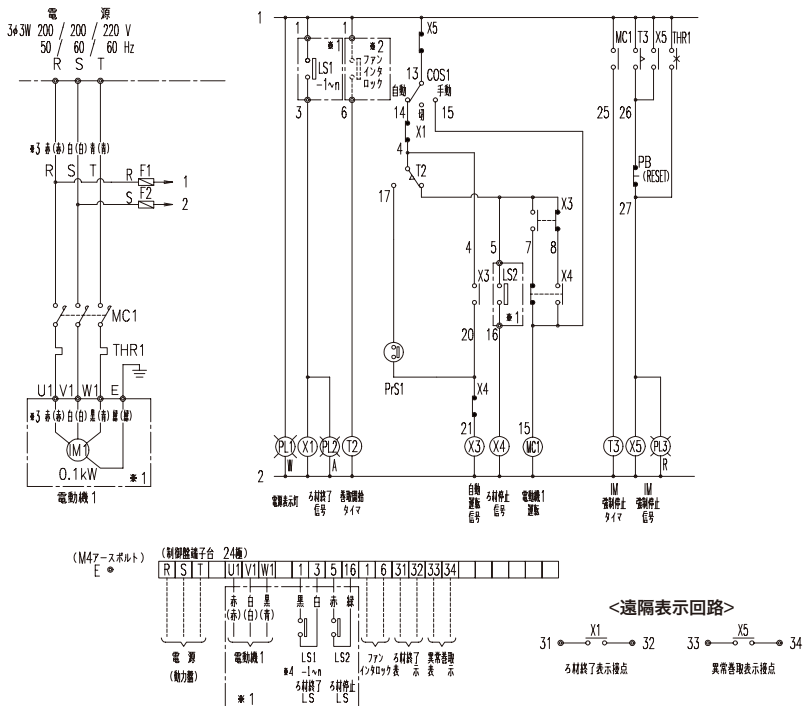 電 源
3φ3W 200 / 200 / 220 V
50 / 60 / 60 Hz
R S T
※3 赤(赤) 白(白) 青(青)
R S T
R F1 1
S F2 2
MC1
THR1
U1 V1 W1 E
※3 赤(赤) 白(白) 黒(青) 緑(緑)
IM1
0.1kW
※1
電動機1
1
1 ※1
LS1
-1~n
3
1 ※2
ファン
インタ
ロック
6
X5
13 COS1
自動 切 手動
14 15
X1
4
T2
17
PrS1
4
X3
20
X4
21
5
LS2
※1
16
X3
7 8
X4
15
MC1 T3 X5 THR1
25 26
PB
(RESET)
27
PL1 X1 PL2 T2 X3 X4 MC1 T3 X5 PL3
W A R
2
電源表示灯
ろ材終了
信号
巻取開始
タイマ
自動
運転
信号
ろ材停止
信号
電動機1
運転
IM
強制停止
タイマ
IM
強制停止
信号
(M4アースボルト)
E
(制御盤端子台 24極)
R S T U1 V1 W1 1 3 5 16 1 6 31 32 33 34
赤 白 黒 黒 白 赤 緑
(赤) (白) (青)
LS1 LS2
※4 -1~n
電 源
(動力盤)
電動機1
ろ材終了
LS
ろ材停止
LS
ファン
インタロック
ろ材終了
表 示
異常巻取
表 示
※1
<遠隔表示回路>
31 X1 32
ろ材終了表示接点
33 X5 34
異常巻取表示接点